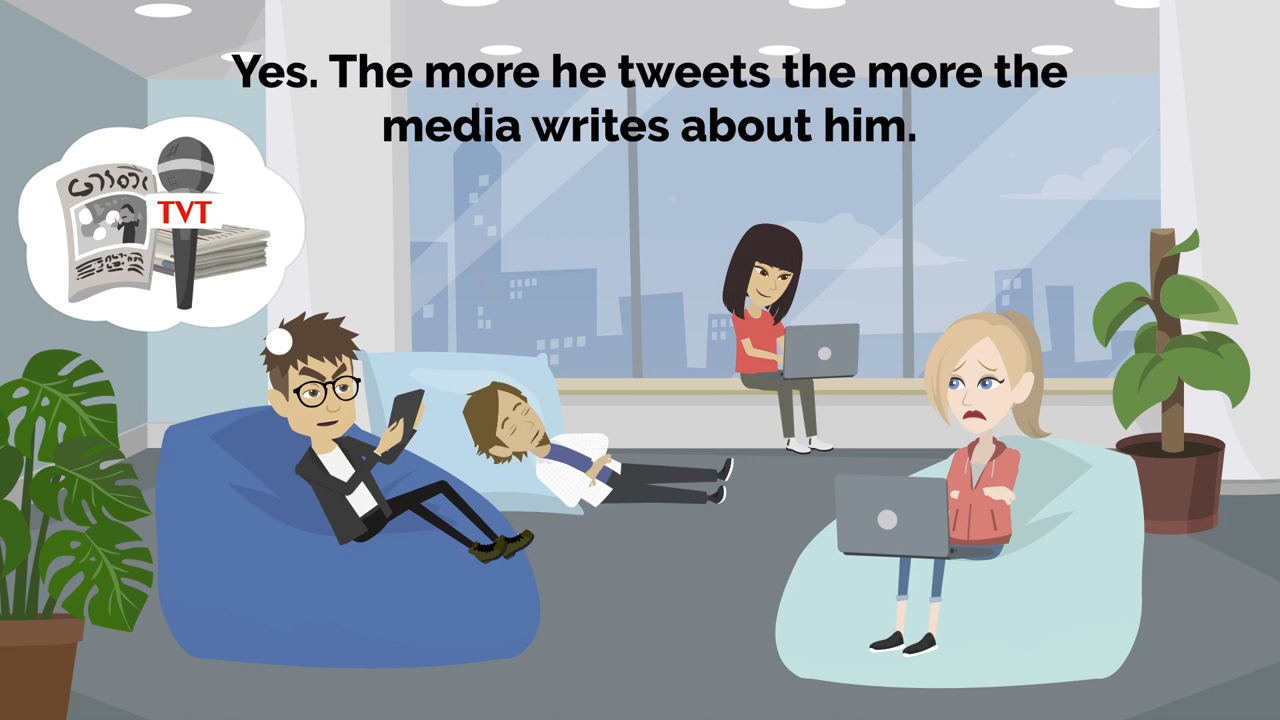 Yes. The more he tweets the more the
media writes about him.
TVT